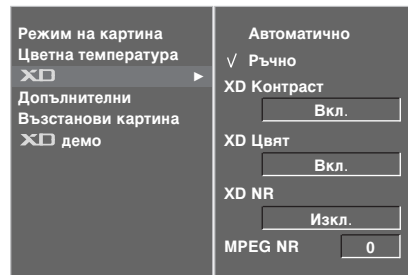 Режим на картина
Цветна температура
XD
Допълнителни
Възстанови картина
XD демо
Автоматично
√ Ръчно
XD Контраст
Вкл.
XD Цвят
Вкл.
XD NR
Изкл.
MPEG NR 0